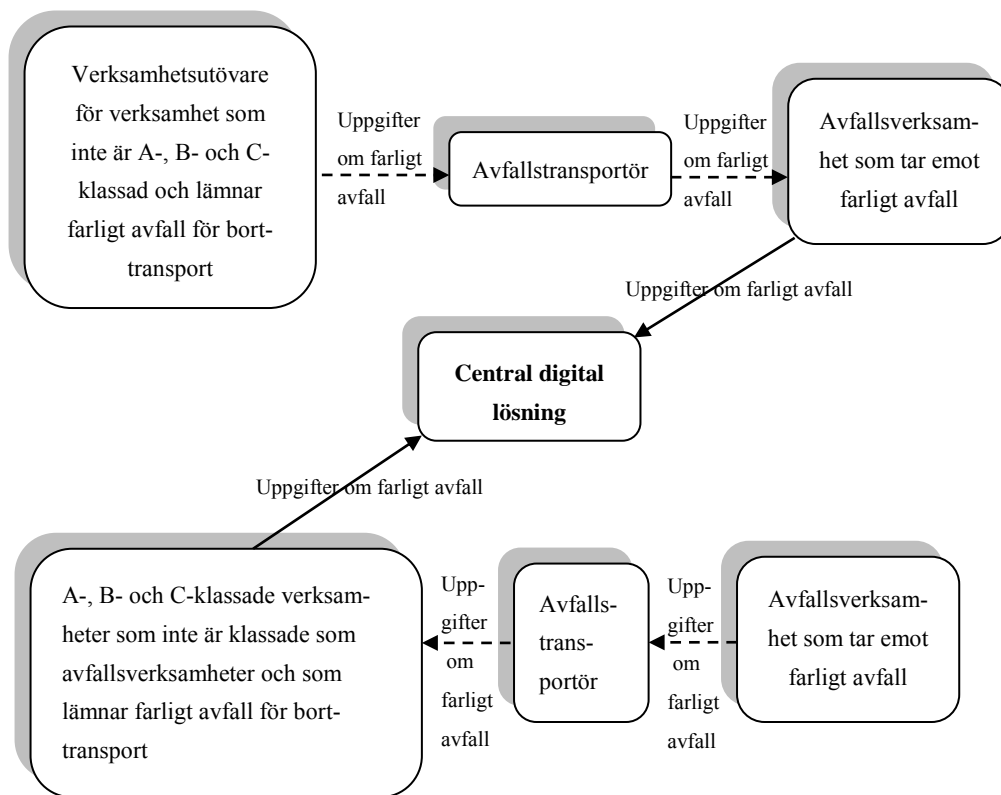 Verksamhetsutövare
för verksamhet som
inte är A-, B- och C-
klassad och lämnar
farligt avfall för bort-
transport
Uppgifter
om farligt
avfall
Avfallstransportör
Uppgifter
om farligt
avfall
Avfallsverksam-
het som tar emot
farligt avfall
Uppgifter om farligt avfall
Central digital
lösning
Uppgifter om farligt avfall
A-, B- och C-klassade verksam-
heter som inte är klassade som
avfallsverksamheter och som
lämnar farligt avfall för bort-
transport
Upp-
gifter
om
farligt
avfall
Avfalls-
trans-
portör
Upp-
gifter
om
farligt
avfall
Avfallsverksam-
het som tar emot
farligt avfall